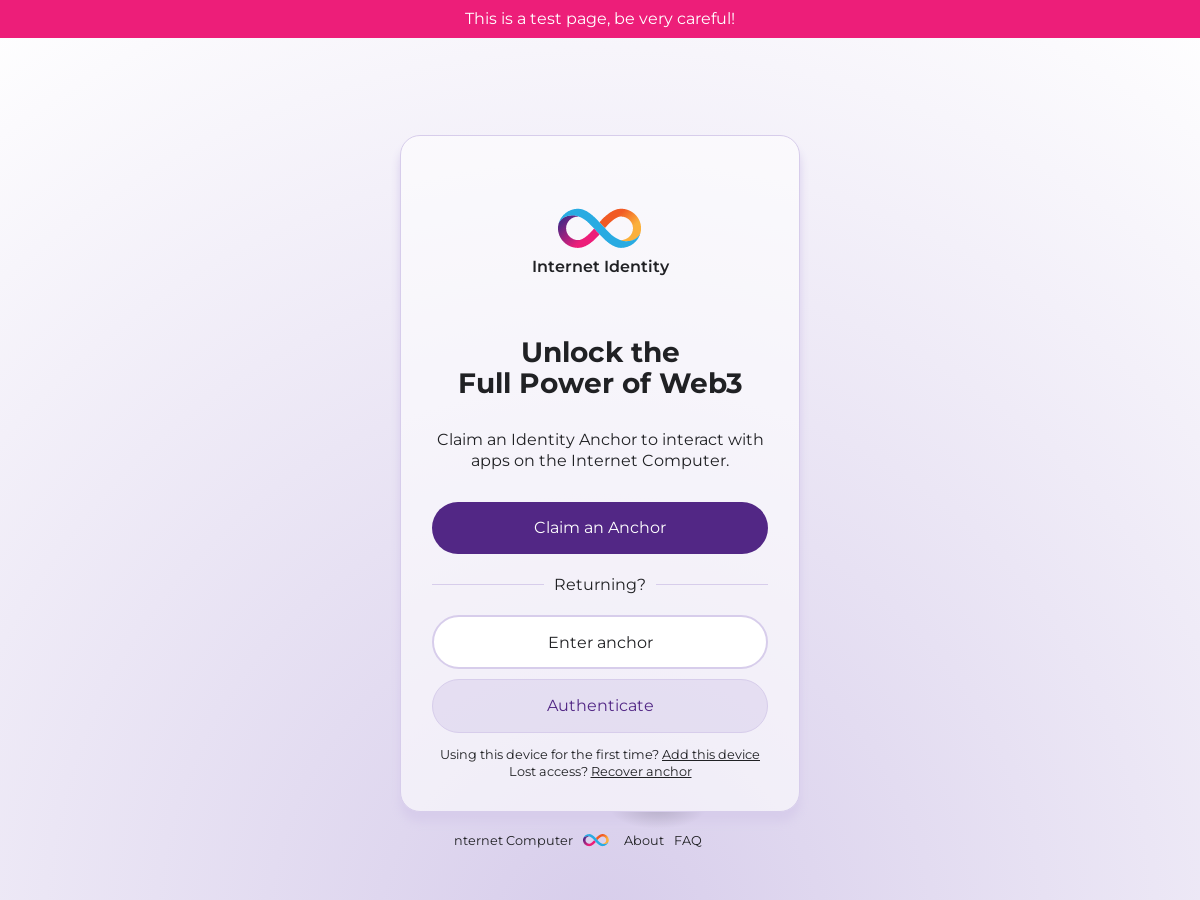 This is a test page, be very careful!
Internet Identity
Unlock the
Full Power of Web3
Claim an Identity Anchor to interact with
apps on the Internet Computer.
Claim an Anchor
Returning?
Enter anchor
Authenticate
Using this device for the first time? Add this device
Lost access? Recover anchor
nternet Computer About FAQ